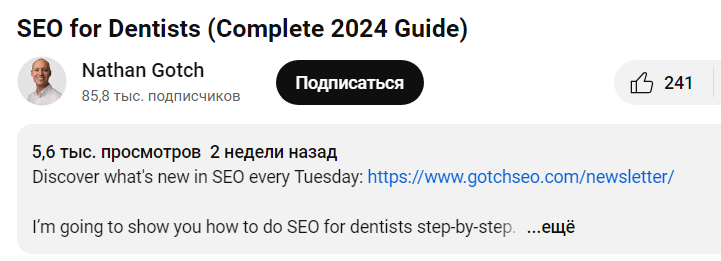 SEO for Dentists (Complete 2024 Guide)
Nathan Gotch
85,8 тыс. подписчиков
Подписаться
241
5,6 тыс. просмотров 2 недели назад
Discover what's new in SEO every Tuesday: https://www.gotchseo.com/newsletter/
I’m going to show you how to do SEO for dentists step-by-step. ...ещё